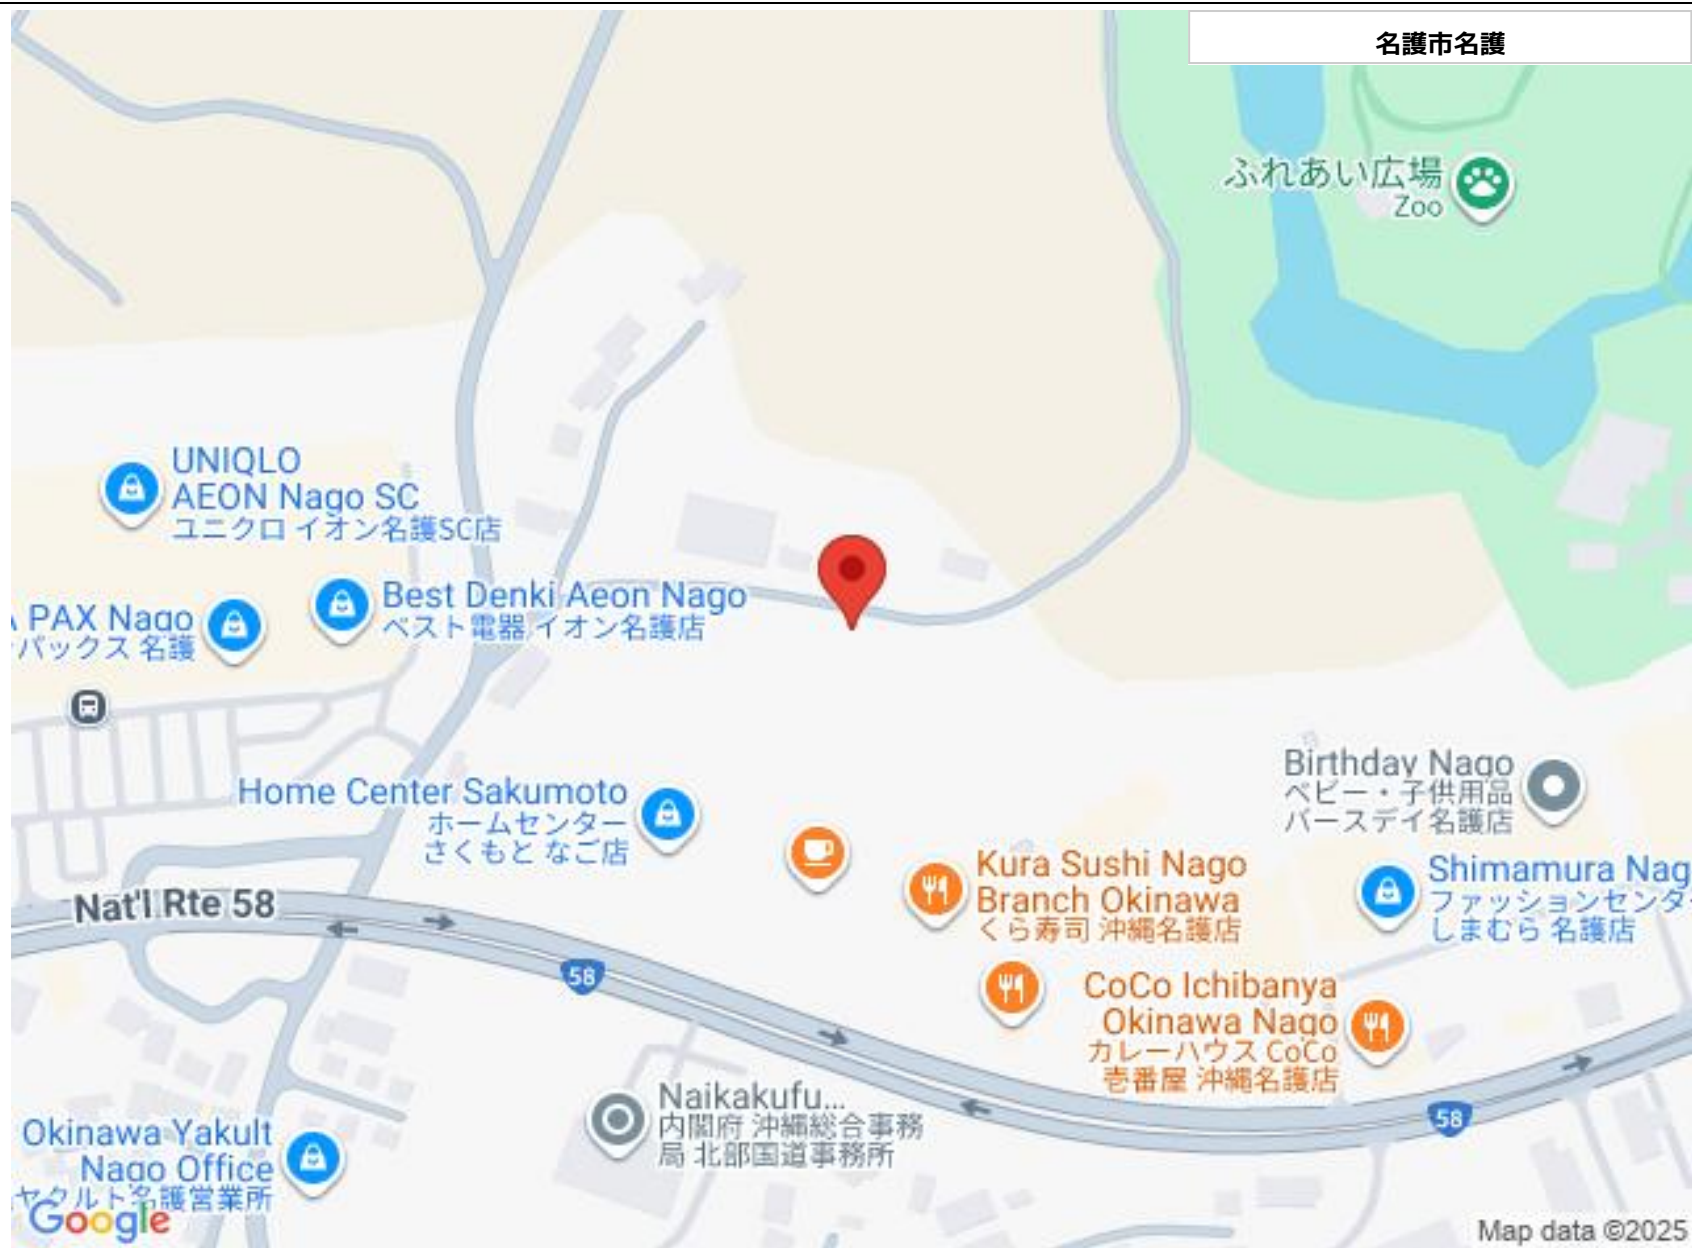 名護市名護
ふれあい広場
Zoo
UNIQLO
AEON Nago SC
ユニクロ イオン名護SC店
PAX Nago
パックス 名護
Best Denki Aeon Nago
ベスト電器 イオン名護店
Home Center Sakumoto
ホームセンター
さくもと なご店
Birthday Nago
ベビー・子供用品
バースデイ名護店
Kura Sushi Nago
Branch Okinawa
くら寿司 沖縄名護店
Shimamura Nag
ファッションセンター
しまむら 名護店
Nat'l Rte 58
58
CoCo Ichibanya
Okinawa Nago
カレーハウス CoCo
壱番屋 沖縄名護店
Naikakufu...
内閣府 沖縄総合事務
局 北部国道事務所
58
Okinawa Yakult
Nago Office
ヤクルト名護営業所
Google
Map data ©2025